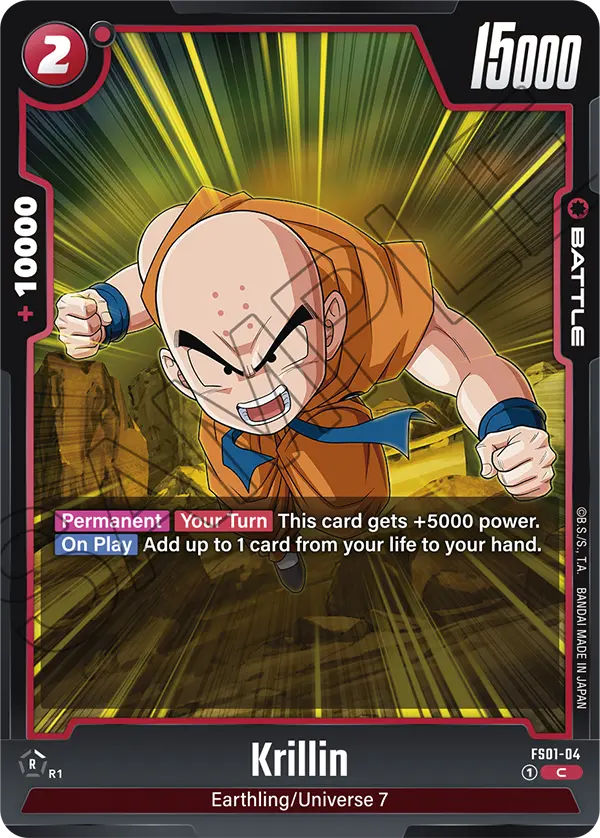 2
15000
+10000
BATTLE
SAMPLE
Permanent Your Turn This card gets +5000 power.
On Play Add up to 1 card from your life to your hand.
©B.S./S., T.A. BANDAI MADE IN JAPAN
R
R1
Krillin
FS01-04
1 C
Earthling/Universe 7